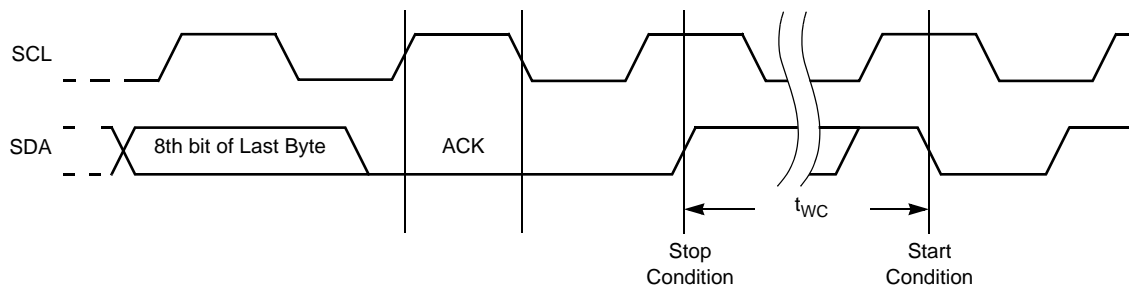 SCL
SDA
8th bit of Last Byte
ACK
tWC
Stop
Condition
Start
Condition